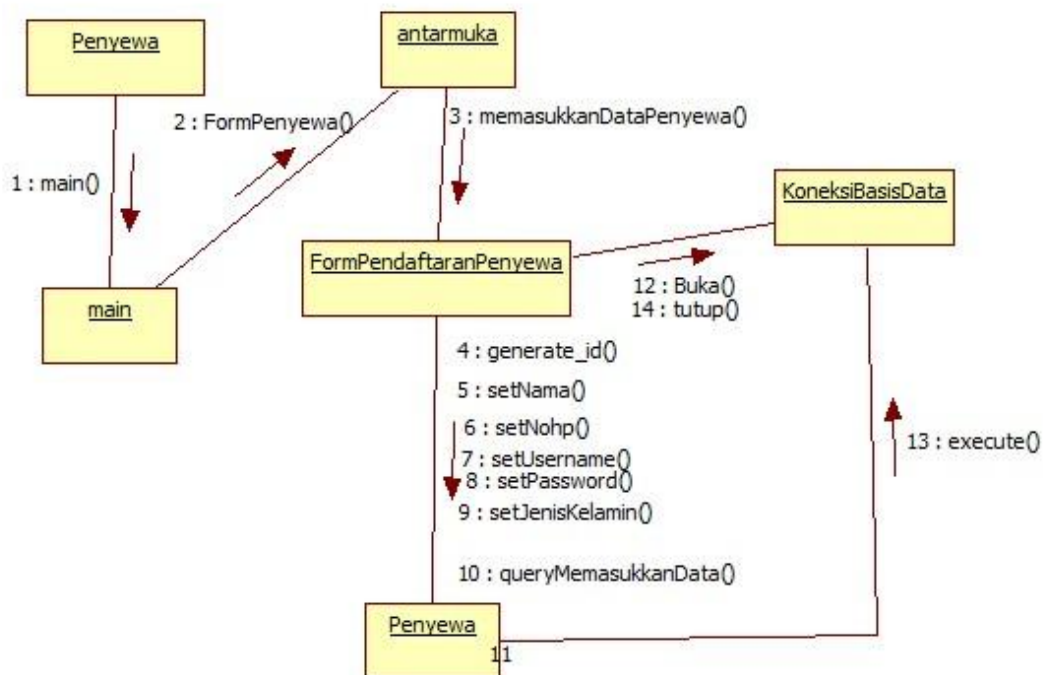 Penyewa
antarmuka
2 : FormPenyewa()
3 : memasukkanDataPenyewa()
1 : main()
KoneksiBasisData
FormPendaftaranPenyewa
main
12 : Buka()
14 : tutup()
4 : generate_id()
5 : setNama()
6 : setNohp()
13 : execute()
7 : setUsername()
8 : setPassword()
9 : setJenisKelamin()
10 : queryMemasukkanData()
Penyewa
11